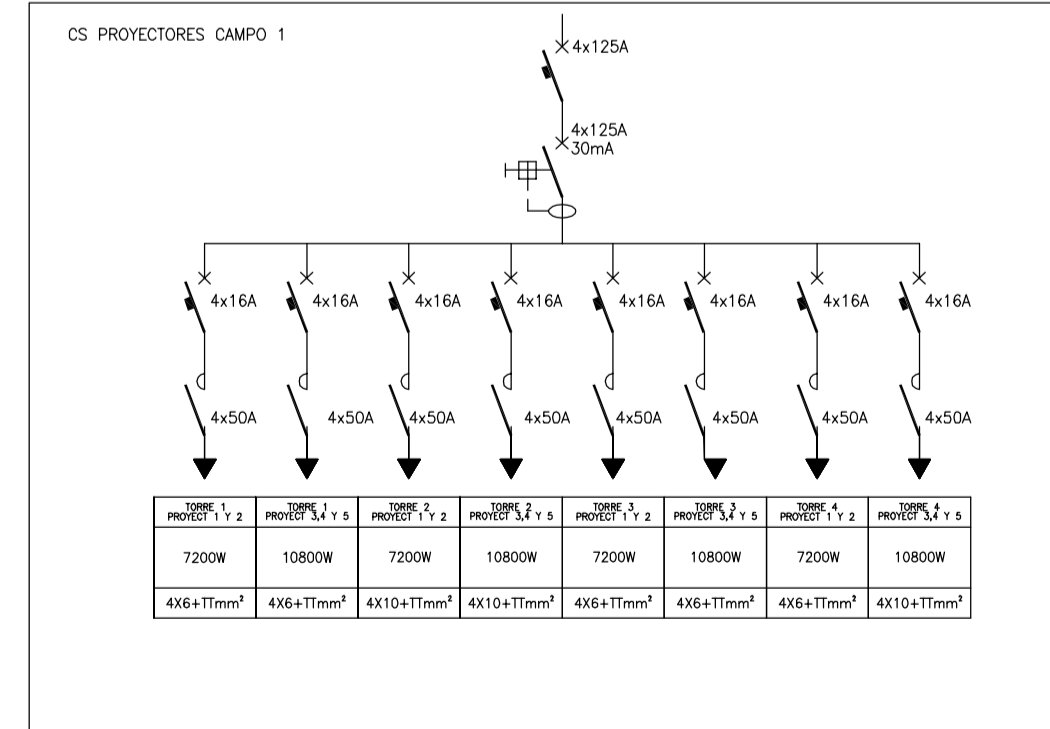 CS PROYECTORES CAMPO 1
4x125A
4x125A
30mA
4x16A 4x16A 4x16A 4x16A 4x16A 4x16A 4x16A 4x16A
4x50A 4x50A 4x50A 4x50A 4x50A 4x50A 4x50A 4x50A
TORRE 1 TORRE 1 TORRE 2 TORRE 2 TORRE 3 TORRE 3 TORRE 4 TORRE 4
PROYECT 1 Y 2 PROYECT 3,4 Y 5 PROYECT 1 Y 2 PROYECT 3,4 Y 5 PROYECT 1 Y 2 PROYECT 3,4 Y 5 PROYECT 1 Y 2 PROYECT 3,4 Y 5
7200W 10800W 7200W 10800W 7200W 10800W 7200W 10800W
4X6+TTmm² 4X6+TTmm² 4X10+TTmm² 4X10+TTmm² 4X6+TTmm² 4X6+TTmm² 4X6+TTmm² 4X10+TTmm²